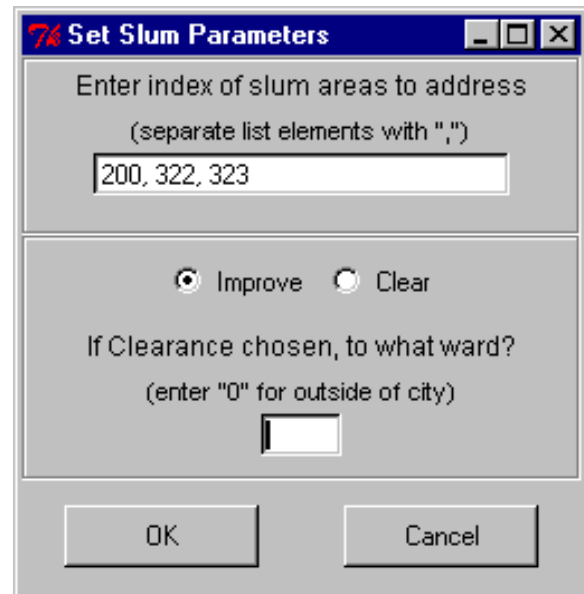 Set Slum Parameters
Enter index of slum areas to address
(separate list elements with ",")
200, 322, 323
Improve Clear
If Clearance chosen, to what ward?
(enter "0" for outside of city)
OK Cancel